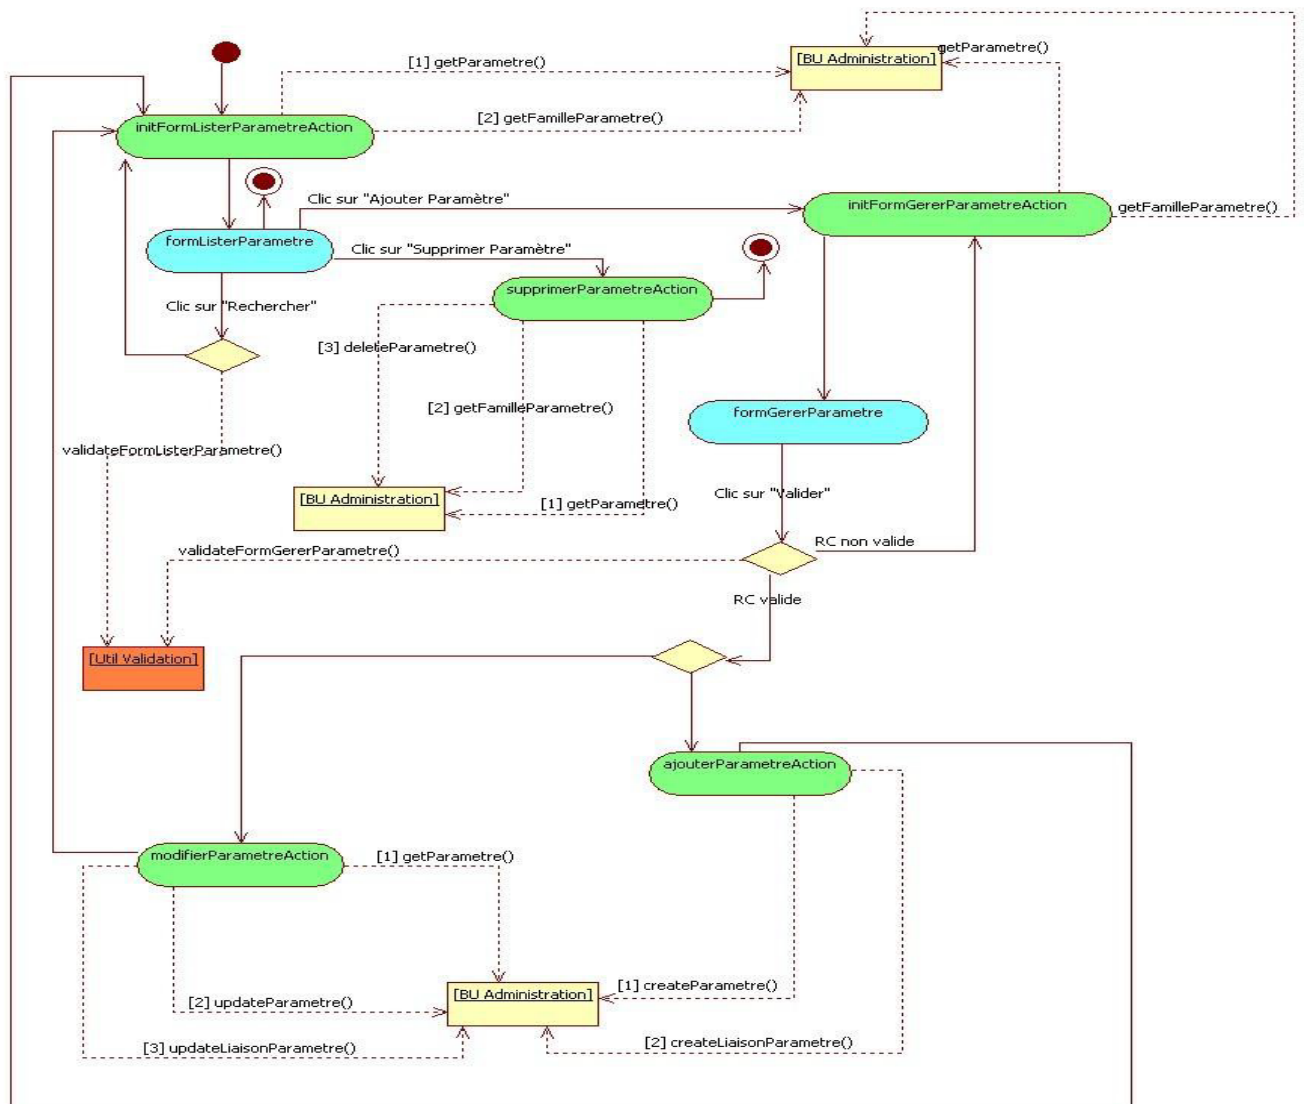 [1] getParametre()
getParametre()
[BU Administration]
[2] getFamilleParametre()
initFormListerParametreAction
Clic sur "Ajouter Paramètre"
initFormGererParametreAction
getFamilleParametre()
formListerParametre
Clic sur "Supprimer Paramètre"
supprimerParametreAction
Clic sur "Rechercher"
[3] deleteParametre()
[2] getFamilleParametre()
formGererParametre
validateFormListerParametre()
[BU Administration]
[1] getParametre()
Clic sur "Valider"
RC non valide
validateFormGererParametre()
RC valide
[Util Validation]
ajouterParametreAction
modifierParametreAction
[1] getParametre()
[1] createParametre()
[BU Administration]
[2] updateParametre()
[3] updateLiaisonParametre()
[2] createLiaisonParametre()